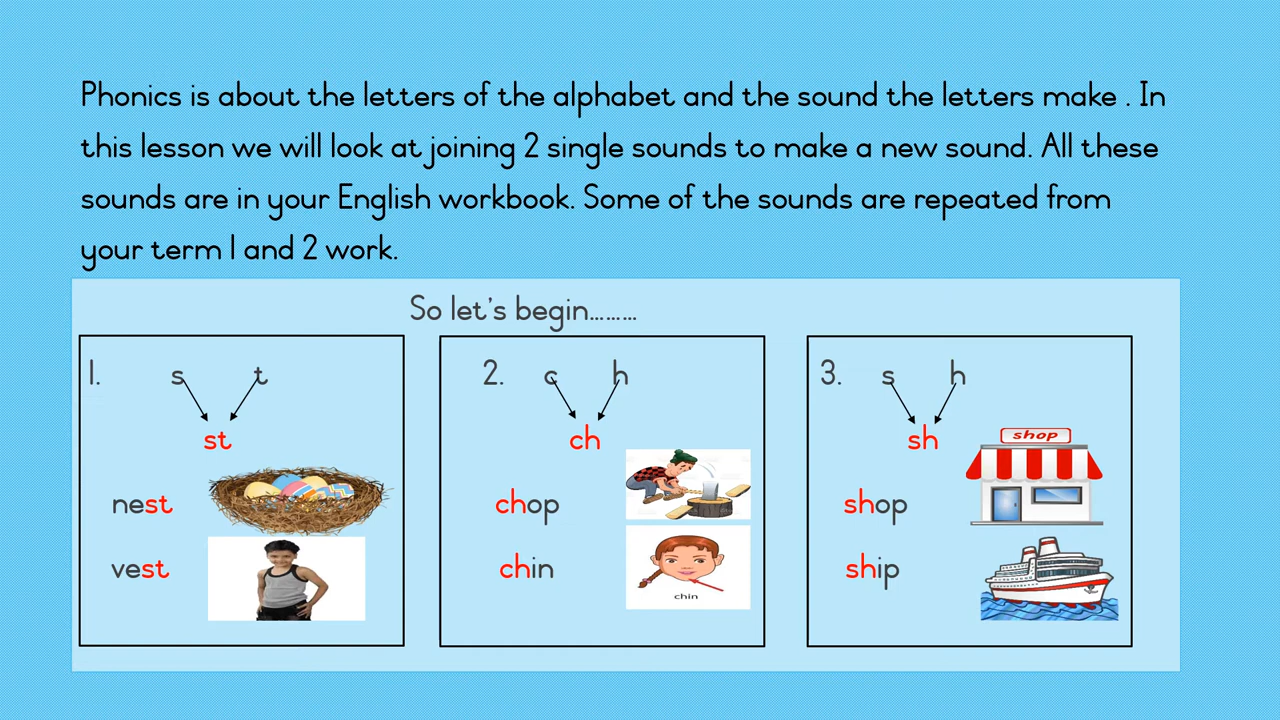 Phonics is about the letters of the alphabet and the sound the letters make . In
this lesson we will look at joining 2 single sounds to make a new sound. All these
sounds are in your English workbook. Some of the sounds are repeated from
your term 1 and 2 work.
So let's begin.........
1. s t
st
nest
vest
2. c h
ch
chop
chin
chin
3. s h
sh
shop
shop
ship